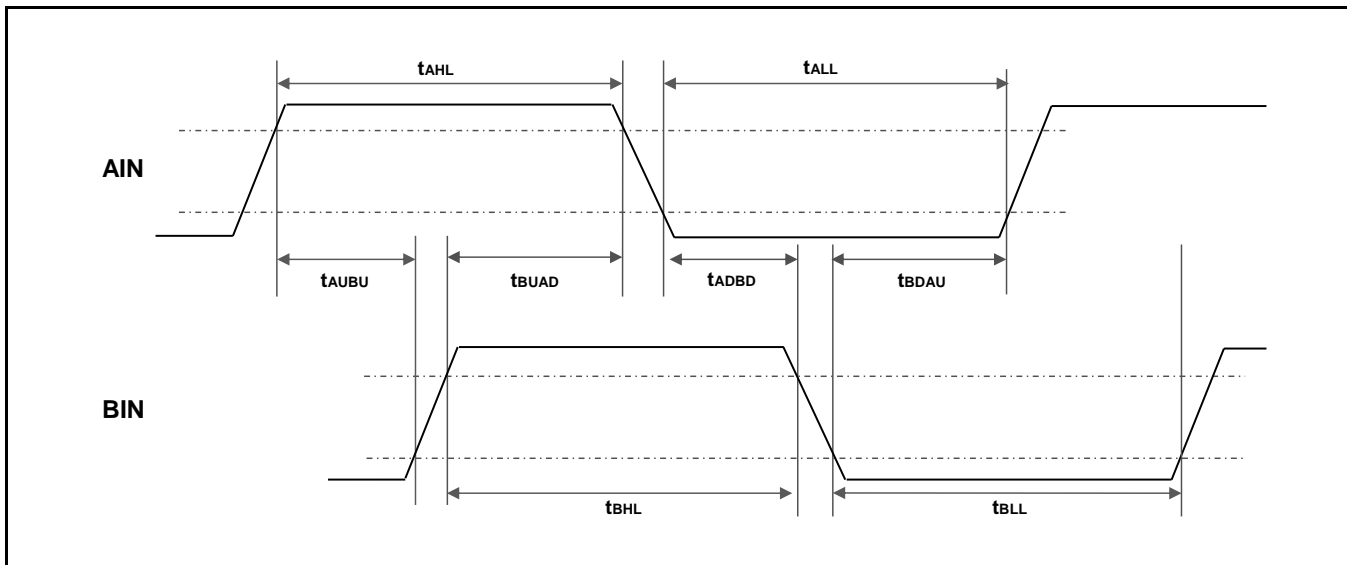 tAHL tALL
AIN
tAUBU tBUAD tADBD tBDAU
BIN
tBHL tBLL